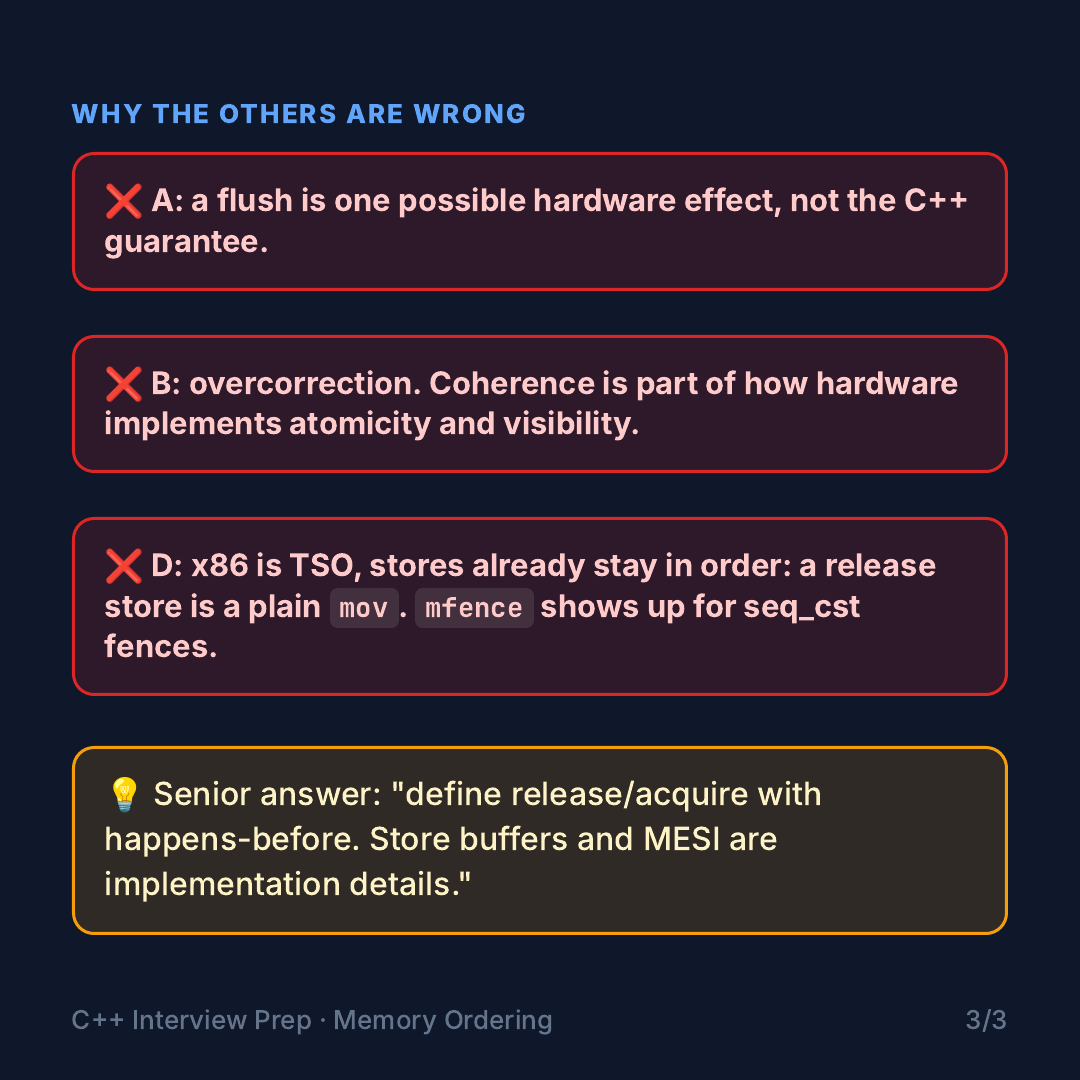 WHY THE OTHERS ARE WRONG
❌ A: a flush is one possible hardware effect, not the C++
guarantee.
❌ B: overcorrection. Coherence is part of how hardware
implements atomicity and visibility.
❌ D: x86 is TSO, stores already stay in order: a release
store is a plain mov. mfence shows up for seq_cst
fences.
💡 Senior answer: "define release/acquire with
happens-before. Store buffers and MESI are
implementation details."
C++ Interview Prep · Memory Ordering
3/3